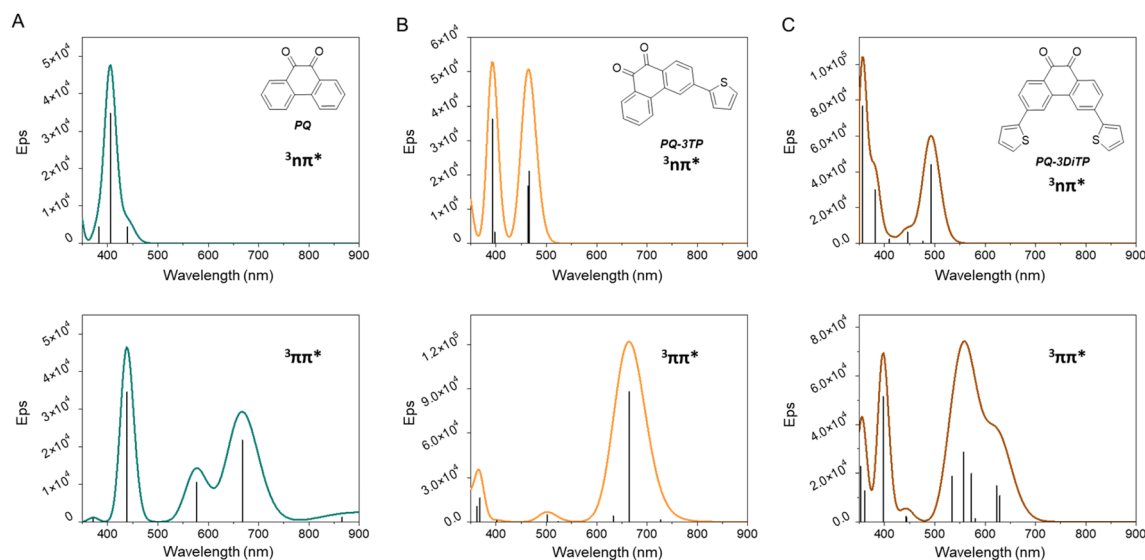 A
B
C
5×10⁴
4×10⁴
3×10⁴
2×10⁴
1×10⁴
0
Eps
O
O
PQ
³nπ*
400 500 600 700 800 900
Wavelength (nm)
6×10⁴
5×10⁴
4×10⁴
3×10⁴
2×10⁴
1×10⁴
0
Eps
O
O
S
PQ-3TP
³nπ*
400 500 600 700 800 900
Wavelength (nm)
1.0×10⁵
8.0×10⁴
6.0×10⁴
4.0×10⁴
2.0×10⁴
0.0
Eps
O
O
S
S
PQ-3DiTP
³nπ*
400 500 600 700 800 900
Wavelength (nm)
5×10⁴
4×10⁴
3×10⁴
2×10⁴
1×10⁴
0
Eps
³ππ*
400 500 600 700 800 900
Wavelength (nm)
1.2×10⁵
9.0×10⁴
6.0×10⁴
3.0×10⁴
0.0
Eps
³ππ*
400 500 600 700 800 900
Wavelength (nm)
8.0×10⁴
6.0×10⁴
4.0×10⁴
2.0×10⁴
0.0
Eps
³ππ*
400 500 600 700 800 900
Wavelength (nm)